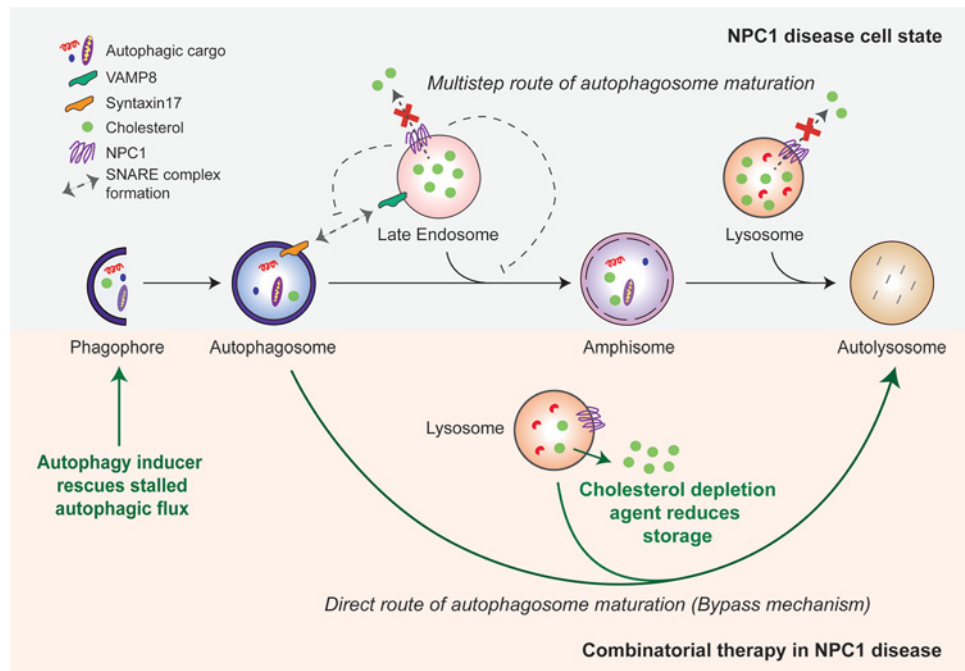 NPC1 disease cell state
Autophagic cargo
VAMP8
Syntaxin17
Cholesterol
NPC1
SNARE complex
formation
Multistep route of autophagosome maturation
Late Endosome
Lysosome
Phagophore
Autophagosome
Amphisome
Autolysosome
Lysosome
Autophagy inducer
rescues stalled
autophagic flux
Cholesterol depletion
agent reduces
storage
Direct route of autophagosome maturation (Bypass mechanism)
Combinatorial therapy in NPC1 disease